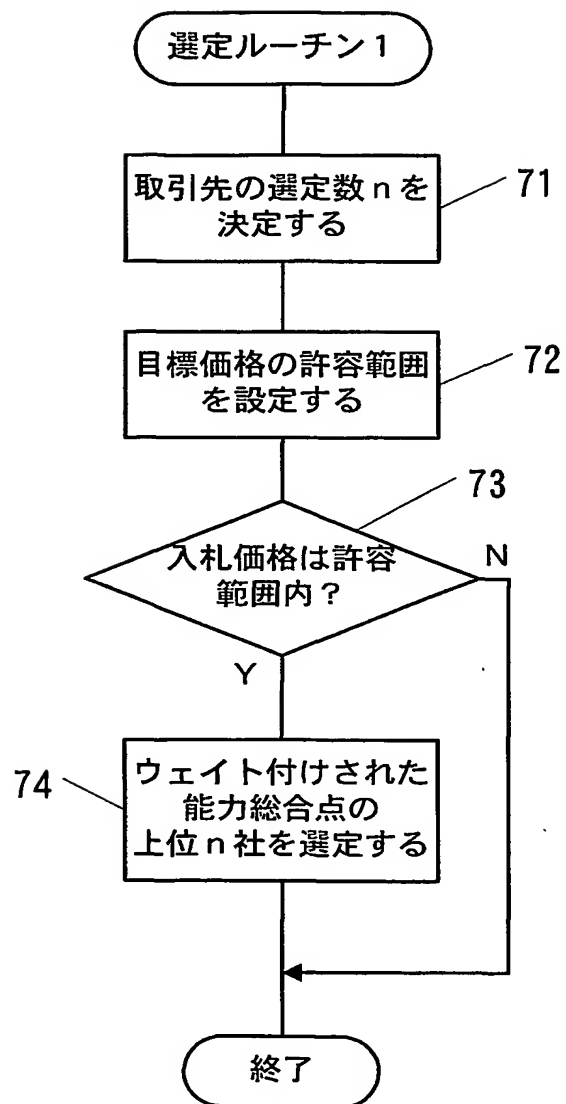 選定ルーチン1
取引先の選定数nを
決定する
71
目標価格の許容範囲
を設定する
72
73
入札価格は許容
範囲内？
N
Y
74
ウェイト付けされた
能力総合点の
上位n社を選定する
終了